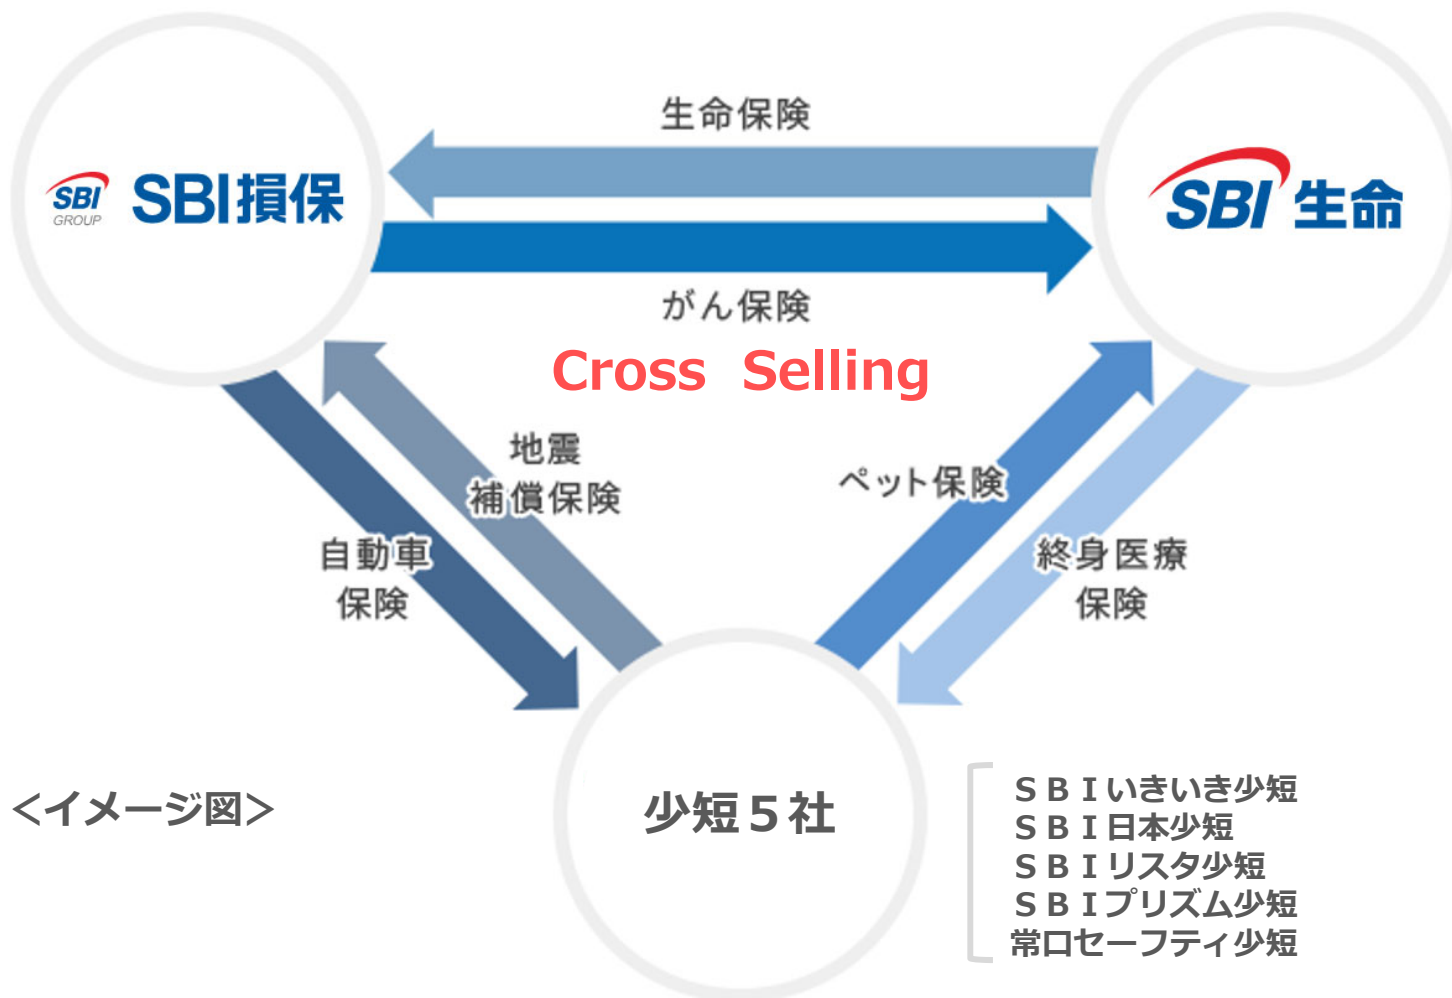 生命保険
SBI
GROUP
SBI損保
SBI生命
がん保険
Cross Selling
地震
補償保険
ペット保険
自動車
保険
終身医療
保険
＜イメージ図＞
少短５社
ＳＢＩいきいき少短
ＳＢＩ日本少短
ＳＢＩリスタ少短
ＳＢＩプリズム少短
常口セーフティ少短